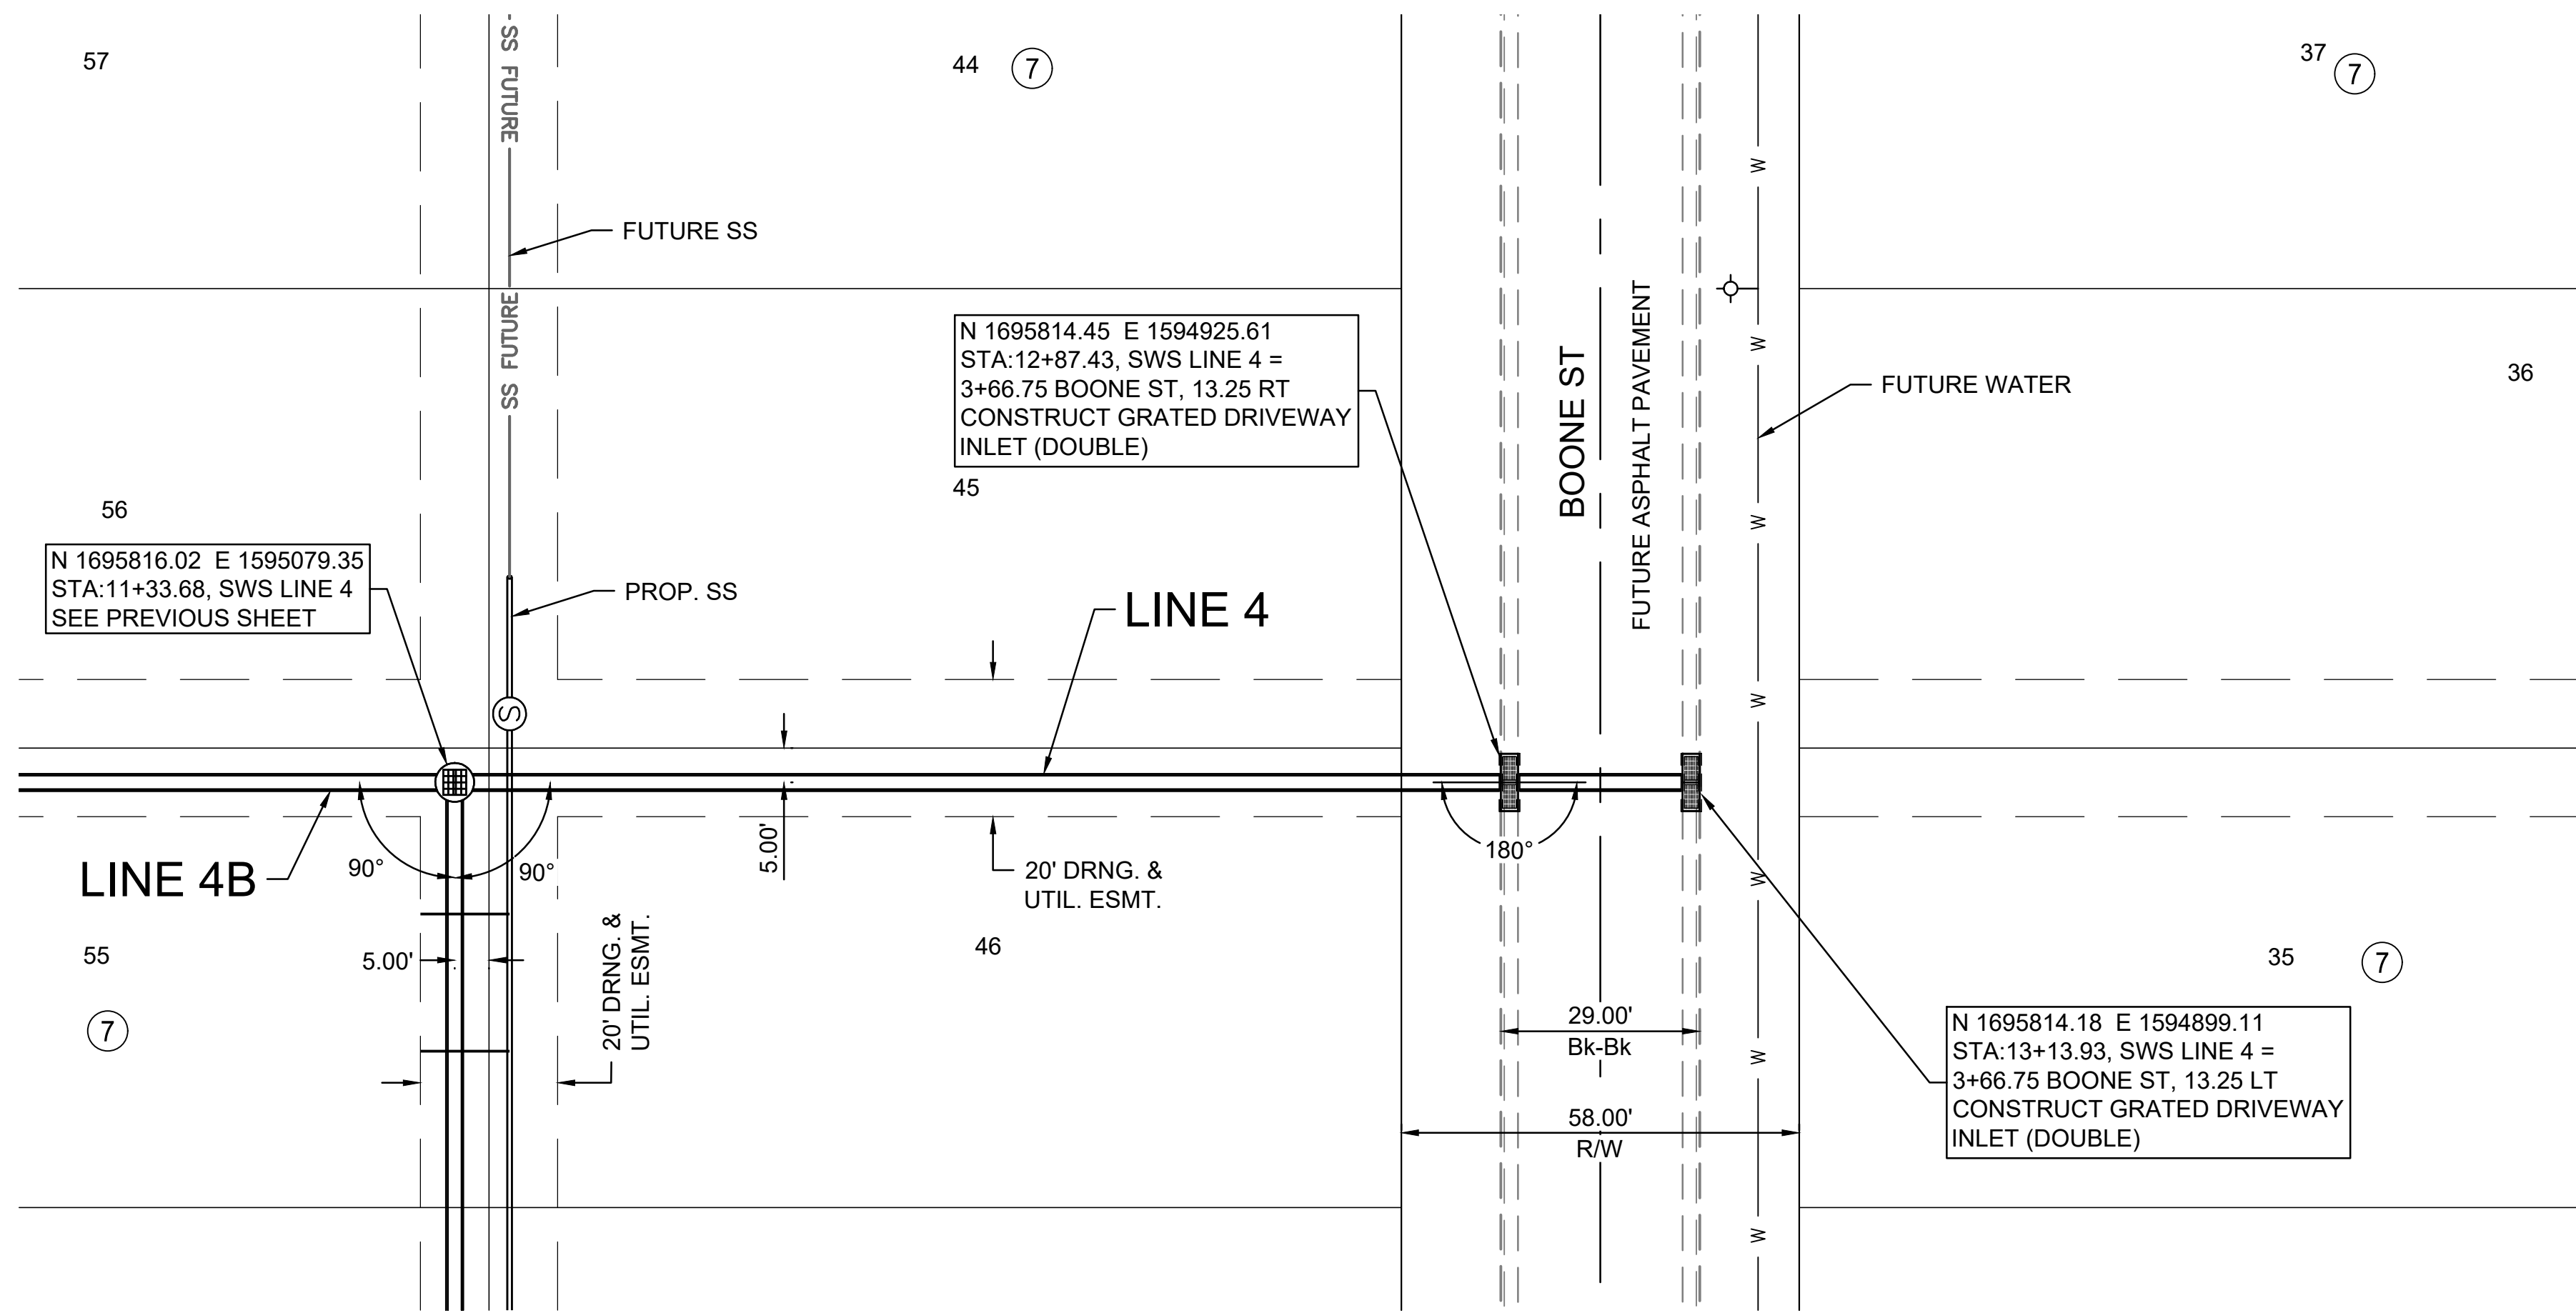 SS
57
44
7
37
7
SS FUTURE
FUTURE SS
SS FUTURE
N 1695814.45 E 1594925.61
STA:12+87.43, SWS LINE 4 =
3+66.75 BOONE ST, 13.25 RT
CONSTRUCT GRATED DRIVEWAY
INLET (DOUBLE)
BOONE ST
FUTURE ASPHALT PAVEMENT
W
W
FUTURE WATER
36
45
56
W
N 1695816.02 E 1595079.35
STA:11+33.68, SWS LINE 4
SEE PREVIOUS SHEET
PROP. SS
LINE 4
S
W
LINE 4B
90°
90°
5.00'
20' DRNG. &
UTIL. ESMT.
180°
W
55
5.00'
20' DRNG. &
UTIL. ESMT.
46
35
7
7
29.00'
Bk-Bk
W
58.00'
R/W
N 1695814.18 E 1594899.11
STA:13+13.93, SWS LINE 4 =
3+66.75 BOONE ST, 13.25 LT
CONSTRUCT GRATED DRIVEWAY
INLET (DOUBLE)
W